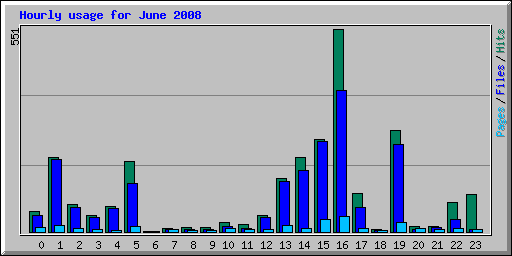 Hourly usage for June 2008
551
Pages/Files/Hits
0 1 2 3 4 5 6 7 8 9 10 11 12 13 14 15 16 17 18 19 20 21 22 23